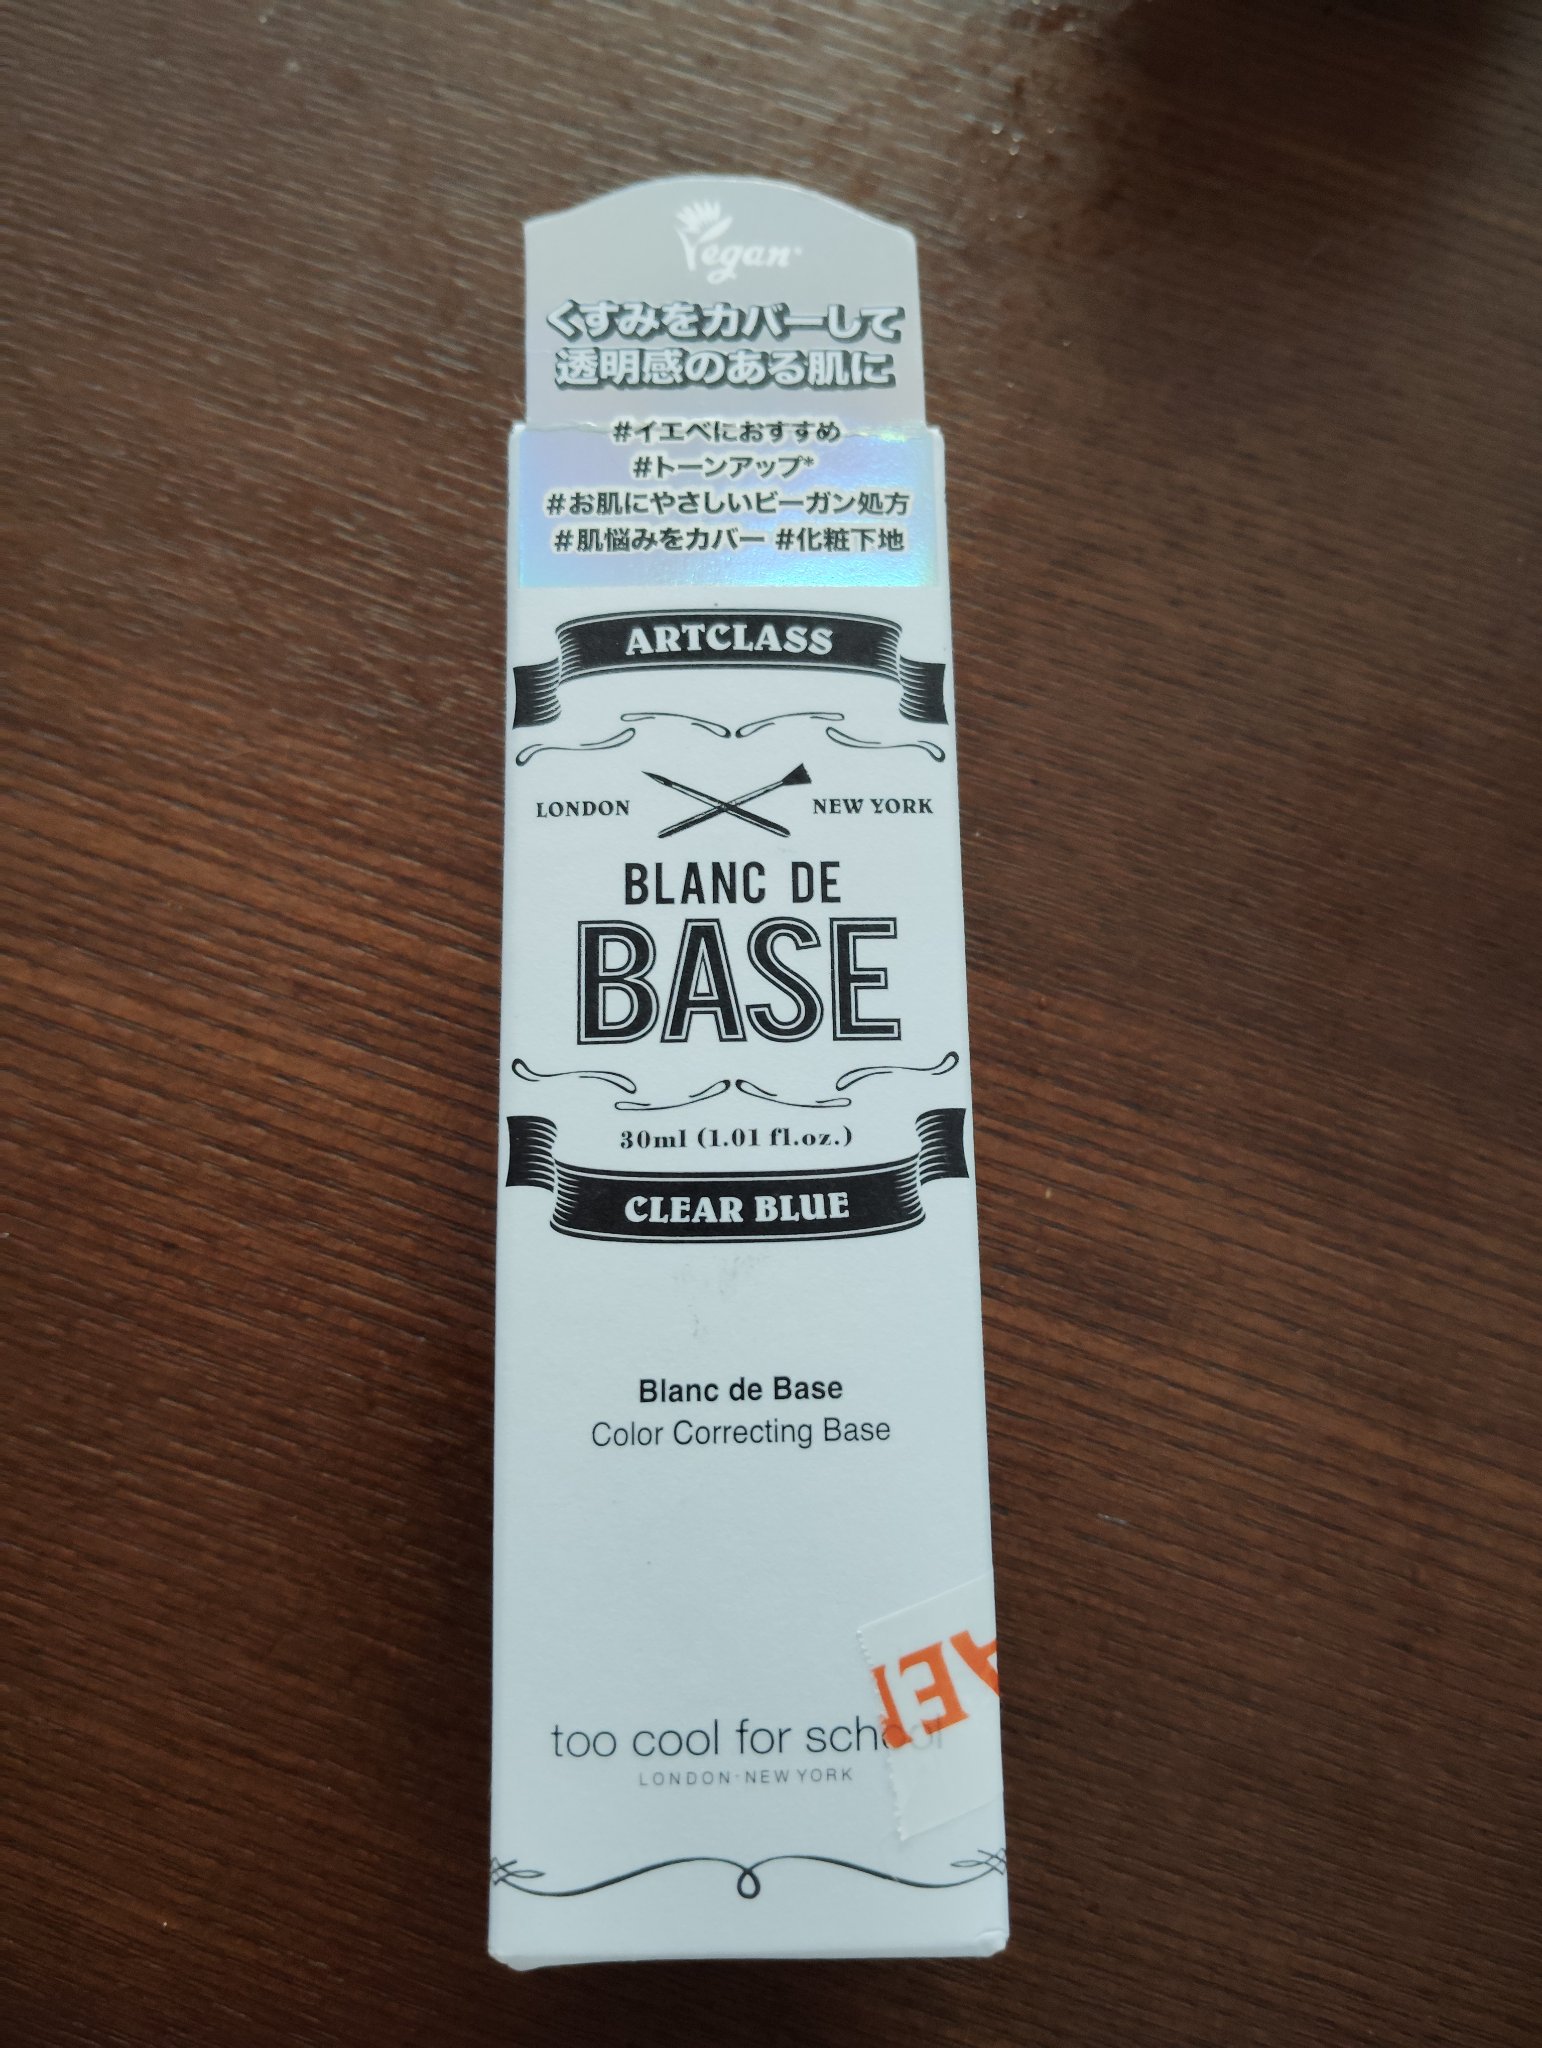 Vegan
くすみをカバーして
透明感のある肌に
#イエベにおすすめ
#トーンアップ*
#お肌にやさしいビーガン処方
#肌悩みをカバー #化粧下地
ARTCLASS
LONDON NEW YORK
BLANC DE
BASE
30ml (1.01 fl.oz.)
CLEAR BLUE
Blanc de Base
Color Correcting Base
too cool for school
LONDON·NEW YORK